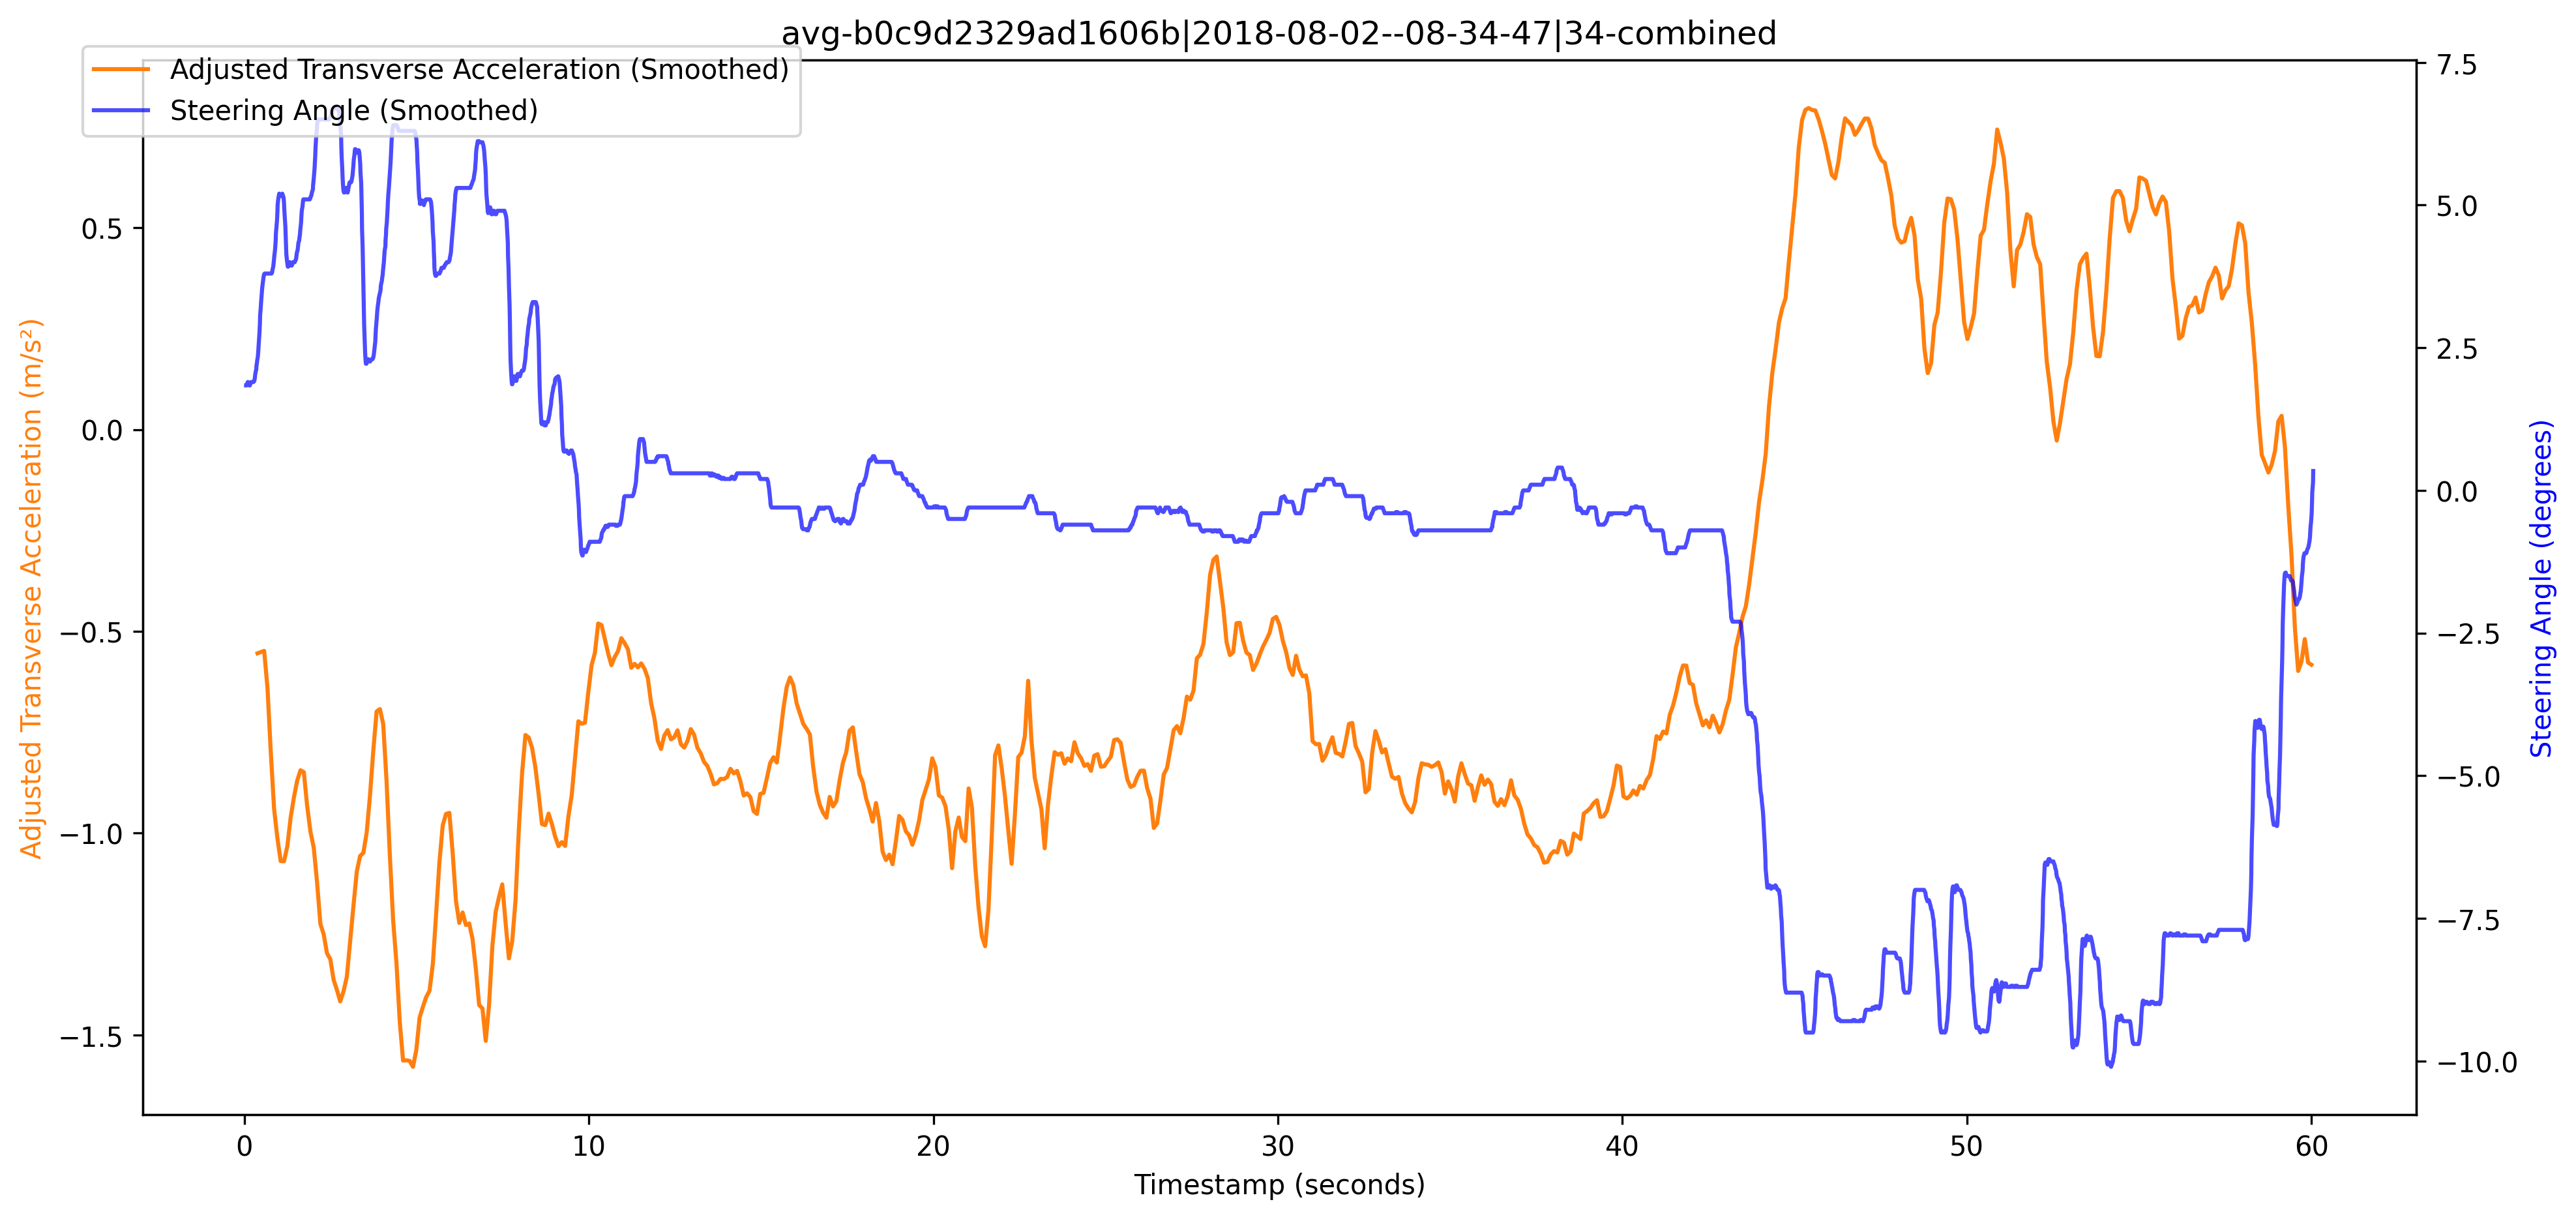 avg-b0c9d2329ad1606b|2018-08-02--08-34-47|34-combined
Adjusted Transverse Acceleration (Smoothed)
Steering Angle (Smoothed)
Adjusted Transverse Acceleration (m/s²)
0.5
0.0
−0.5
−1.0
−1.5
7.5
5.0
2.5
0.0
−2.5
−5.0
−7.5
−10.0
Steering Angle (degrees)
0 10 20 30 40 50 60
Timestamp (seconds)